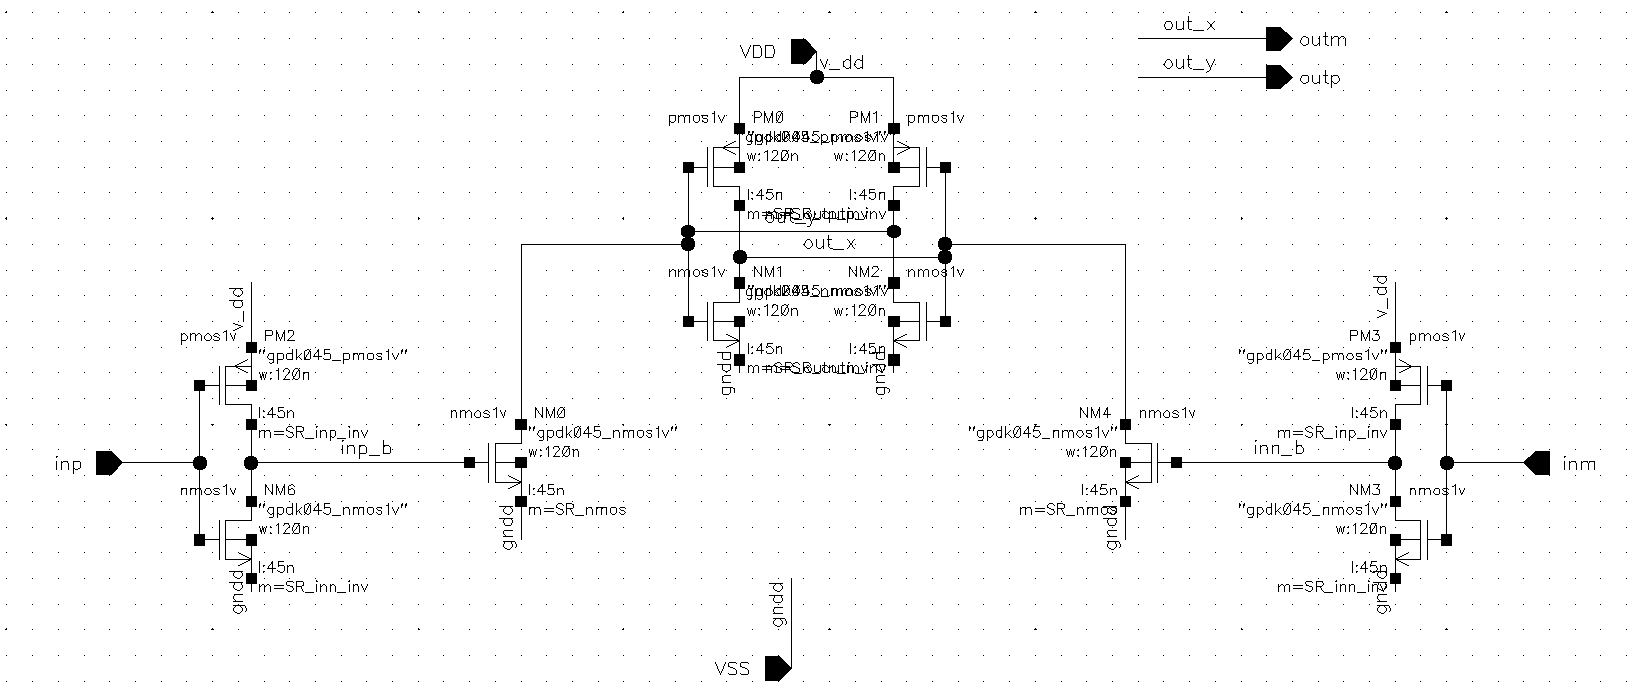 out_x
outm
out_y
outp
VDD
v_dd
pmos1v
PM0
PM1
pmos1v
w:120n
w:120n
l:45n
l:45n
out_y
out_x
nmos1v
NM1
NM2
nmos1v
w:120n
w:120n
l:45n
l:45n
gndd
gndd
v_dd
pmos1v
PM2
"gpdk045_pmos1v"
w:120n
l:45n
m=SR_inp_inv
inp
inp_b
nmos1v
NM6
"gpdk045_nmos1v"
w:120n
l:45n
m=SR_inn_inv
gndd
nmos1v
NM0
"gpdk045_nmos1v"
w:120n
l:45n
m=SR_nmos
gndd
NM4
nmos1v
"gpdk045_nmos1v"
w:120n
l:45n
m=SR_nmos
gndd
inn_b
v_dd
PM3
pmos1v
"gpdk045_pmos1v"
w:120n
l:45n
m=SR_inp_inv
inm
NM3
nmos1v
"gpdk045_nmos1v"
w:120n
l:45n
m=SR_inn_inv
gndd
gndd
VSS